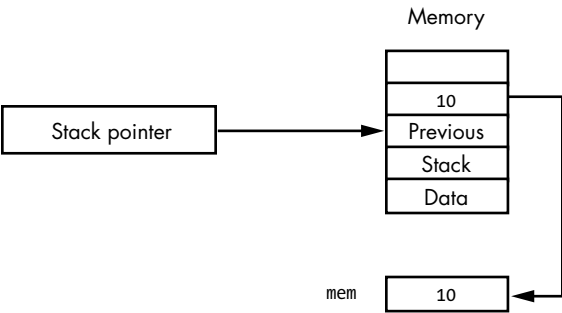 Memory
10
Stack pointer
Previous
Stack
Data
mem
10